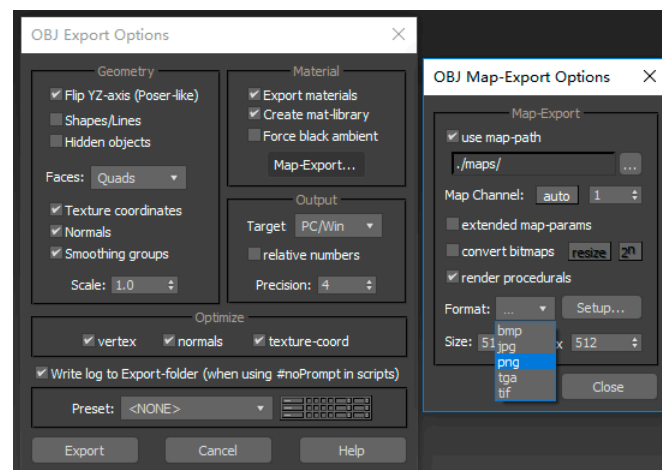 OBJ Export Options
Geometry
Flip YZ-axis (Poser-like)
Shapes/Lines
Hidden objects
Faces: Quads
Texture coordinates
Normals
Smoothing groups
Scale: 1.0
Material
Export materials
Create mat-library
Force black ambient
Map-Export...
Output
Target PC/Win
relative numbers
Precision: 4
Optimize
vertex normals texture-coord
Write log to Export-folder (when using #noPrompt in scripts)
Preset: <NONE>
Export Cancel Help
OBJ Map-Export Options
Map-Export
use map-path
./maps/ ...
Map Channel: auto 1
extended map-params
convert bitmaps resize 2n
render procedurals
Format: ... Setup...
Size: 51 x 512
bmp
jpg
png
tga
tif
Close